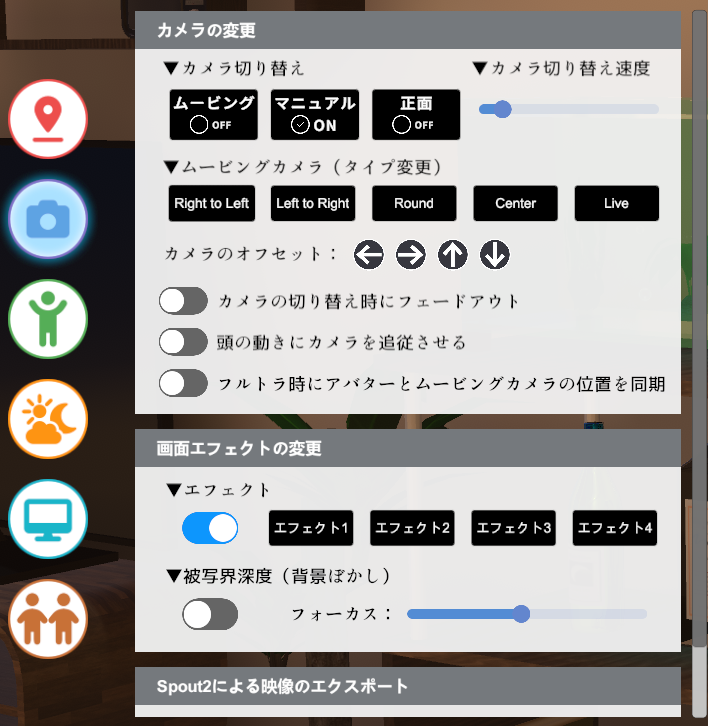 カメラの変更
▼カメラ切り替え ▼カメラ切り替え速度
ムービング マニュアル 正面
OFF ON OFF
▼ムービングカメラ（タイプ変更）
Right to Left Left to Right Round Center Live
カメラのオフセット：
カメラの切り替え時にフェードアウト
頭の動きにカメラを追従させる
フルトラ時にアバターとムービングカメラの位置を同期
画面エフェクトの変更
▼エフェクト
エフェクト1 エフェクト2 エフェクト3 エフェクト4
▼被写界深度（背景ぼかし）
フォーカス：
Spout2による映像のエクスポート